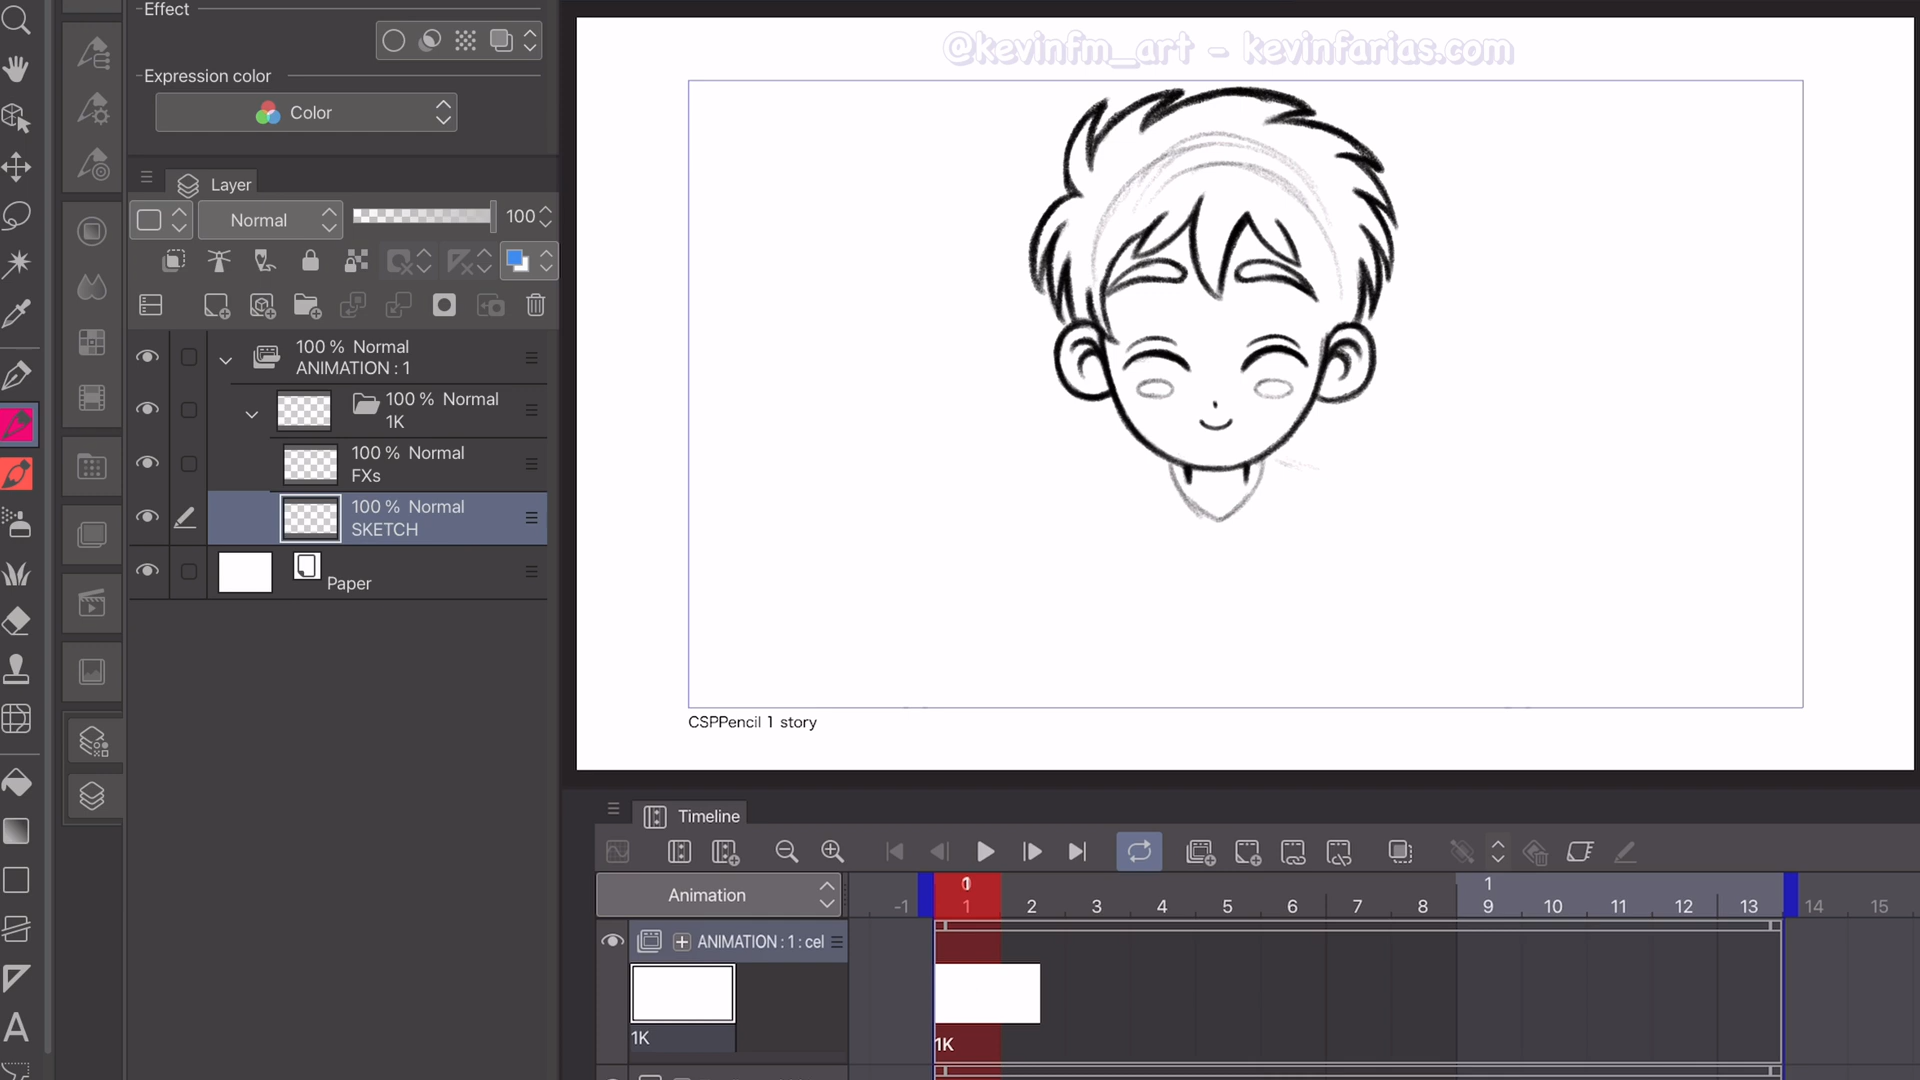 Effect
@kevinfm_art - kevinfarias.com
Expression color
Color
Layer
Normal
100
100 % Normal
ANIMATION : 1
100 % Normal
1K
100 % Normal
FXs
100 % Normal
SKETCH
Paper
CSPPencil 1 story
Timeline
Animation
1
-1 1 2 3 4 5 6 7 8 9 10 11 12 13 14 15
ANIMATION : 1 : cel
1K
1K